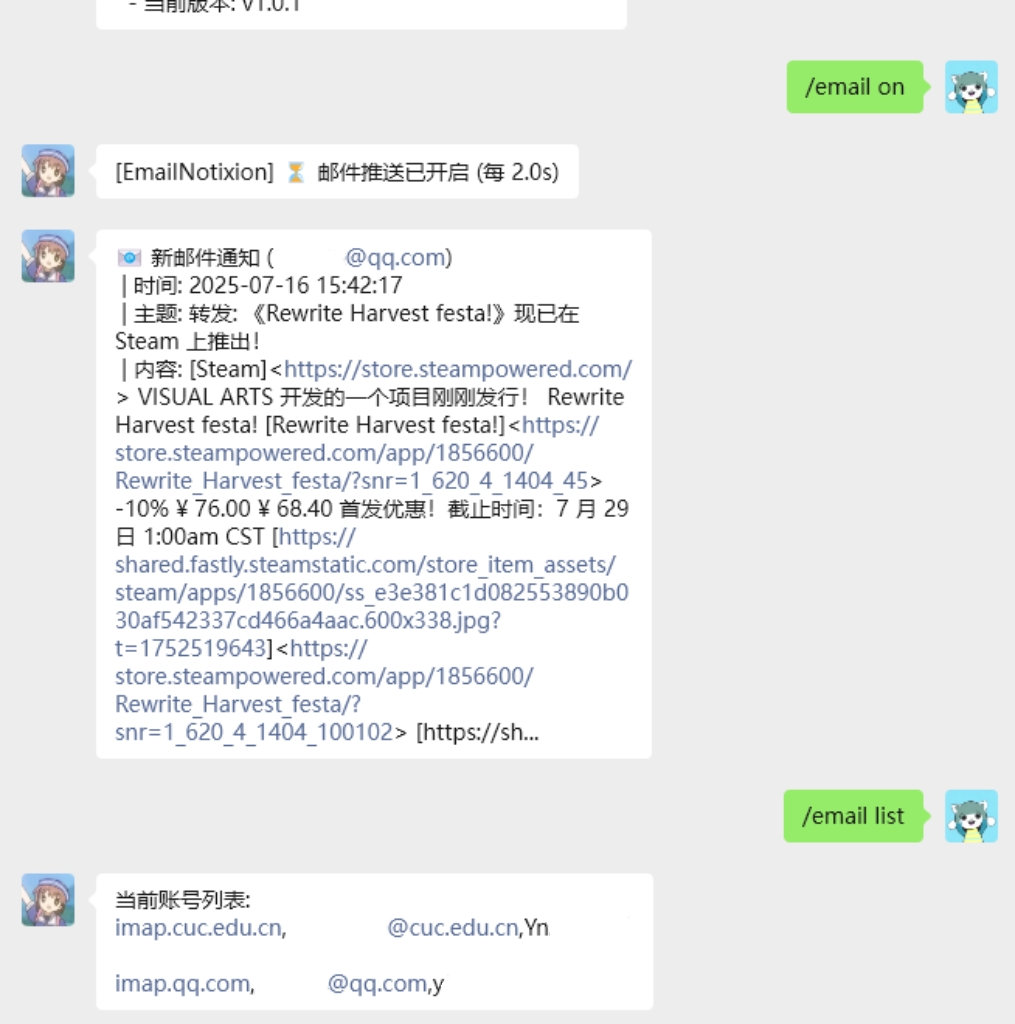 - 当前版本: v1.0.1
/email on
[EmailNotixion] ⏳ 邮件推送已开启 (每 2.0s)
📧 新邮件通知 ( @qq.com)
| 时间: 2025-07-16 15:42:17
| 主题: 转发: 《Rewrite Harvest festa!》现已在
Steam 上推出!
| 内容: [Steam]<https://store.steampowered.com/
> VISUAL ARTS 开发的一个项目刚刚发行! Rewrite
Harvest festa! [Rewrite Harvest festa!]<https://
store.steampowered.com/app/1856600/
Rewrite_Harvest_festa/?snr=1_620_4_1404_45>
-10% ¥ 76.00 ¥ 68.40 首发优惠！截止时间：7 月 29
日 1:00am CST [https://
shared.fastly.steamstatic.com/store_item_assets/
steam/apps/1856600/ss_e3e381c1d082553890b0
30af542337cd466a4aac.600x338.jpg?
t=1752519643]<https://
store.steampowered.com/app/1856600/
Rewrite_Harvest_festa/?
snr=1_620_4_1404_100102> [https://sh...
/email list
当前账号列表:
imap.cuc.edu.cn, @cuc.edu.cn,Yn
imap.qq.com, @qq.com,y